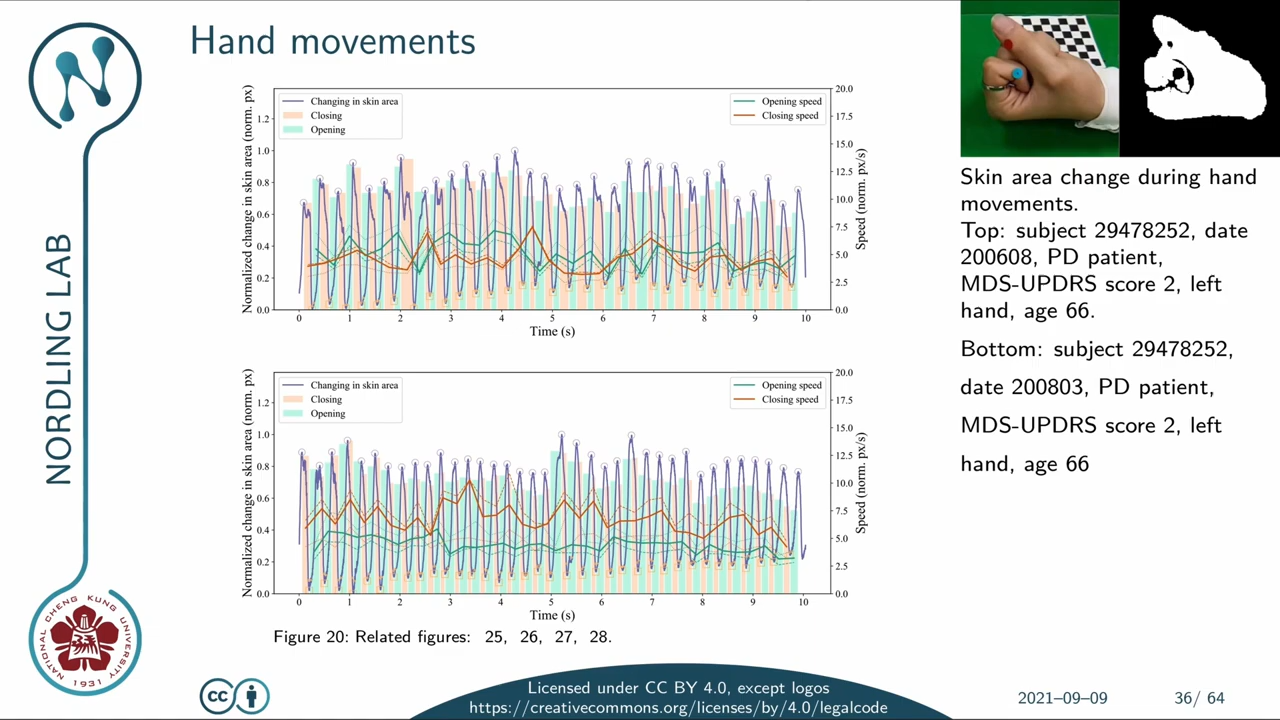 Hand movements
NORDLING LAB
NATIONAL CHENG KUNG UNIVERSITY
1931
Changing in skin area
Closing
Opening
Opening speed
Closing speed
Normalized change in skin area (norm. px)
0.0
0.2
0.4
0.6
0.8
1.0
1.2
Speed (norm. px/s)
20.0
17.5
15.0
12.5
10.0
7.5
5.0
2.5
0.0
0 1 2 3 4 5 6 7 8 9 10
Time (s)
Changing in skin area
Closing
Opening
Opening speed
Closing speed
Normalized change in skin area (norm. px)
0.0
0.2
0.4
0.6
0.8
1.0
1.2
Speed (norm. px/s)
20.0
17.5
15.0
12.5
10.0
7.5
5.0
2.5
0.0
0 1 2 3 4 5 6 7 8 9 10
Time (s)
Figure 20: Related figures: 25, 26, 27, 28.
Skin area change during hand
movements.
Top: subject 29478252, date
200608, PD patient,
MDS-UPDRS score 2, left
hand, age 66.
Bottom: subject 29478252,
date 200803, PD patient,
MDS-UPDRS score 2, left
hand, age 66
cc
Licensed under CC BY 4.0, except logos
https://creativecommons.org/licenses/by/4.0/legalcode
2021–09–09
36/ 64